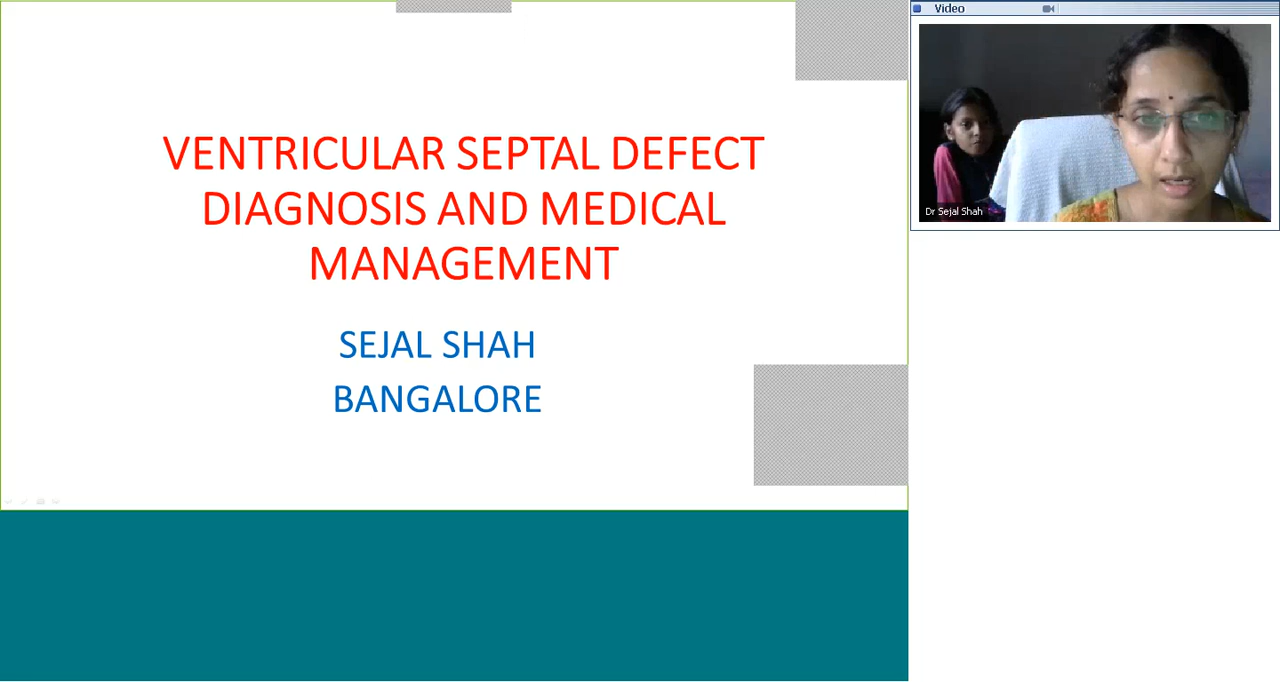 VENTRICULAR SEPTAL DEFECT
DIAGNOSIS AND MEDICAL
MANAGEMENT
SEJAL SHAH
BANGALORE
Video
Dr Sejal Shah